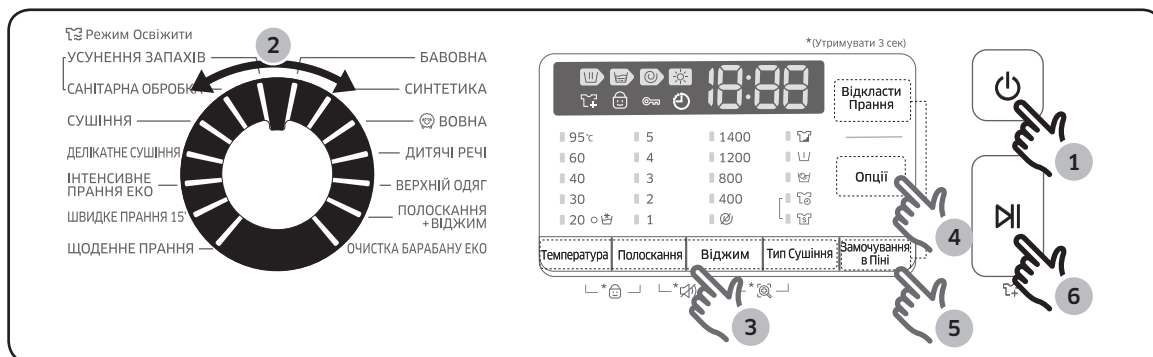 Режим Освіжити
УСУНЕННЯ ЗАПАХІВ
САНІТАРНА ОБРОБКА
СУШІННЯ
ДЕЛІКАТНЕ СУШІННЯ
ІНТЕНСИВНЕ
ПРАННЯ ЕКО
ШВИДКЕ ПРАННЯ 15'
ЩОДЕННЕ ПРАННЯ
2
БАВОВНА
СИНТЕТИКА
ВОВНА
ДИТЯЧІ РЕЧІ
ВЕРХНІЙ ОДЯГ
ПОЛОСКАННЯ
+ВІДЖИМ
ОЧИСТКА БАРАБАНУ ЕКО
*(Утримувати 3 сек)
18:88
Відкласти
Прання
95℃ 5 1400
60 4 1200
40 3 800
30 2 400
20 1
Опції
Температура Полоскання Віджим Тип Сушіння Замочування
в Піні
* * *
1
4
3
5
6